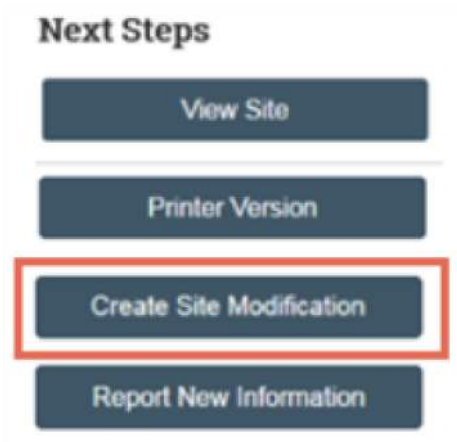 Next Steps
View Site
Printer Version
Create Site Modification
Report New Information